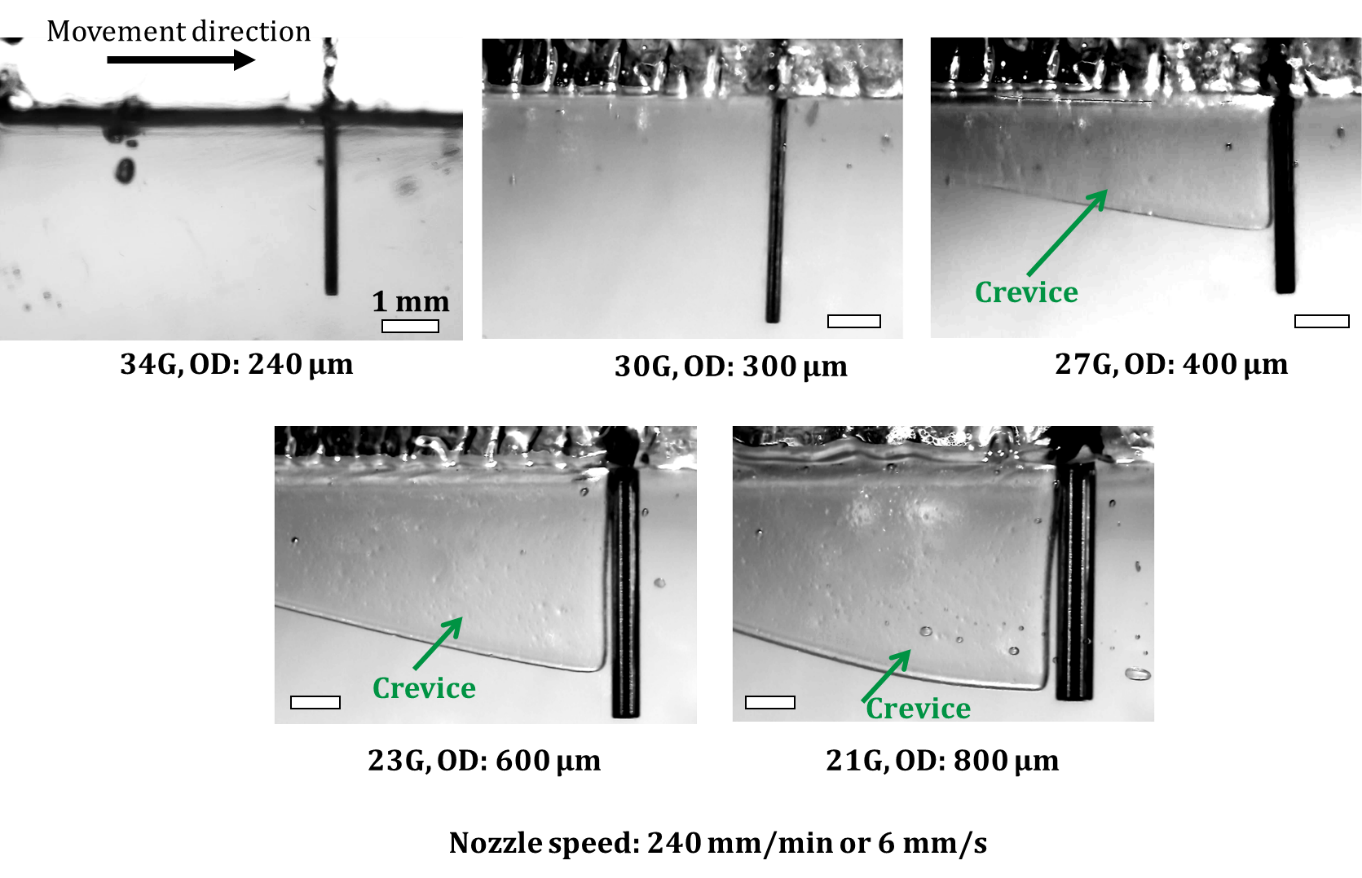 Movement direction
1 mm
34G, OD: 240 μm
30G, OD: 300 μm
Crevice
27G, OD: 400 μm
Crevice
23G, OD: 600 μm
Crevice
21G, OD: 800 μm
Nozzle speed: 240 mm/min or 6 mm/s